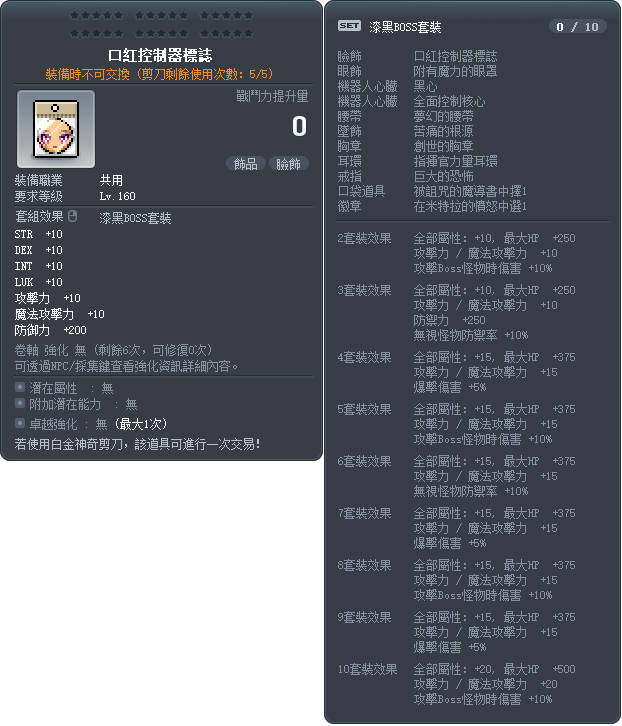 口紅控制器標誌
裝備時不可交換 (剪刀剩餘使用次數: 5/5)
戰鬥力提升量
0
飾品 臉飾
裝備職業 共用
要求等級 Lv.160
套組效果 漆黑BOSS套裝
STR +10
DEX +10
INT +10
LUK +10
攻擊力 +10
魔法攻擊力 +10
防御力 +200
卷軸 強化 無 (剩餘6次, 可修復0次)
可透過NPC/採集鍵查看強化資訊詳細內容。
潛在屬性 : 無
附加潛在能力 : 無
卓越強化 : 無 (最大1次)
若使用白金神奇剪刀，該道具可進行一次交易!
SET 漆黑BOSS套裝 0 / 10
臉飾 口紅控制器標誌
眼飾 附有魔力的眼罩
機器人心臟 黑心
機器人心臟 全面控制核心
腰帶 夢幻的腰帶
墜飾 苦痛的根源
胸章 創世的胸章
耳環 指揮官力量耳環
戒指 巨大的恐怖
口袋道具 被詛咒的魔導書中擇1
徽章 在米特拉的憤怒中選1
2套裝效果 全部屬性: +10, 最大HP +250
攻擊力 / 魔法攻擊力 +10
攻擊Boss怪物時傷害 +10%
3套裝效果 全部屬性: +10, 最大HP +250
攻擊力 / 魔法攻擊力 +10
防禦力 +250
無視怪物防禦率 +10%
4套裝效果 全部屬性: +15, 最大HP +375
攻擊力 / 魔法攻擊力 +15
爆擊傷害 +5%
5套裝效果 全部屬性: +15, 最大HP +375
攻擊力 / 魔法攻擊力 +15
攻擊Boss怪物時傷害 +10%
6套裝效果 全部屬性: +15, 最大HP +375
攻擊力 / 魔法攻擊力 +15
無視怪物防禦率 +10%
7套裝效果 全部屬性: +15, 最大HP +375
攻擊力 / 魔法攻擊力 +15
爆擊傷害 +5%
8套裝效果 全部屬性: +15, 最大HP +375
攻擊力 / 魔法攻擊力 +15
攻擊Boss怪物時傷害 +10%
9套裝效果 全部屬性: +15, 最大HP +375
攻擊力 / 魔法攻擊力 +15
爆擊傷害 +5%
10套裝效果 全部屬性: +20, 最大HP +500
攻擊力 / 魔法攻擊力 +20
攻擊Boss怪物時傷害 +10%